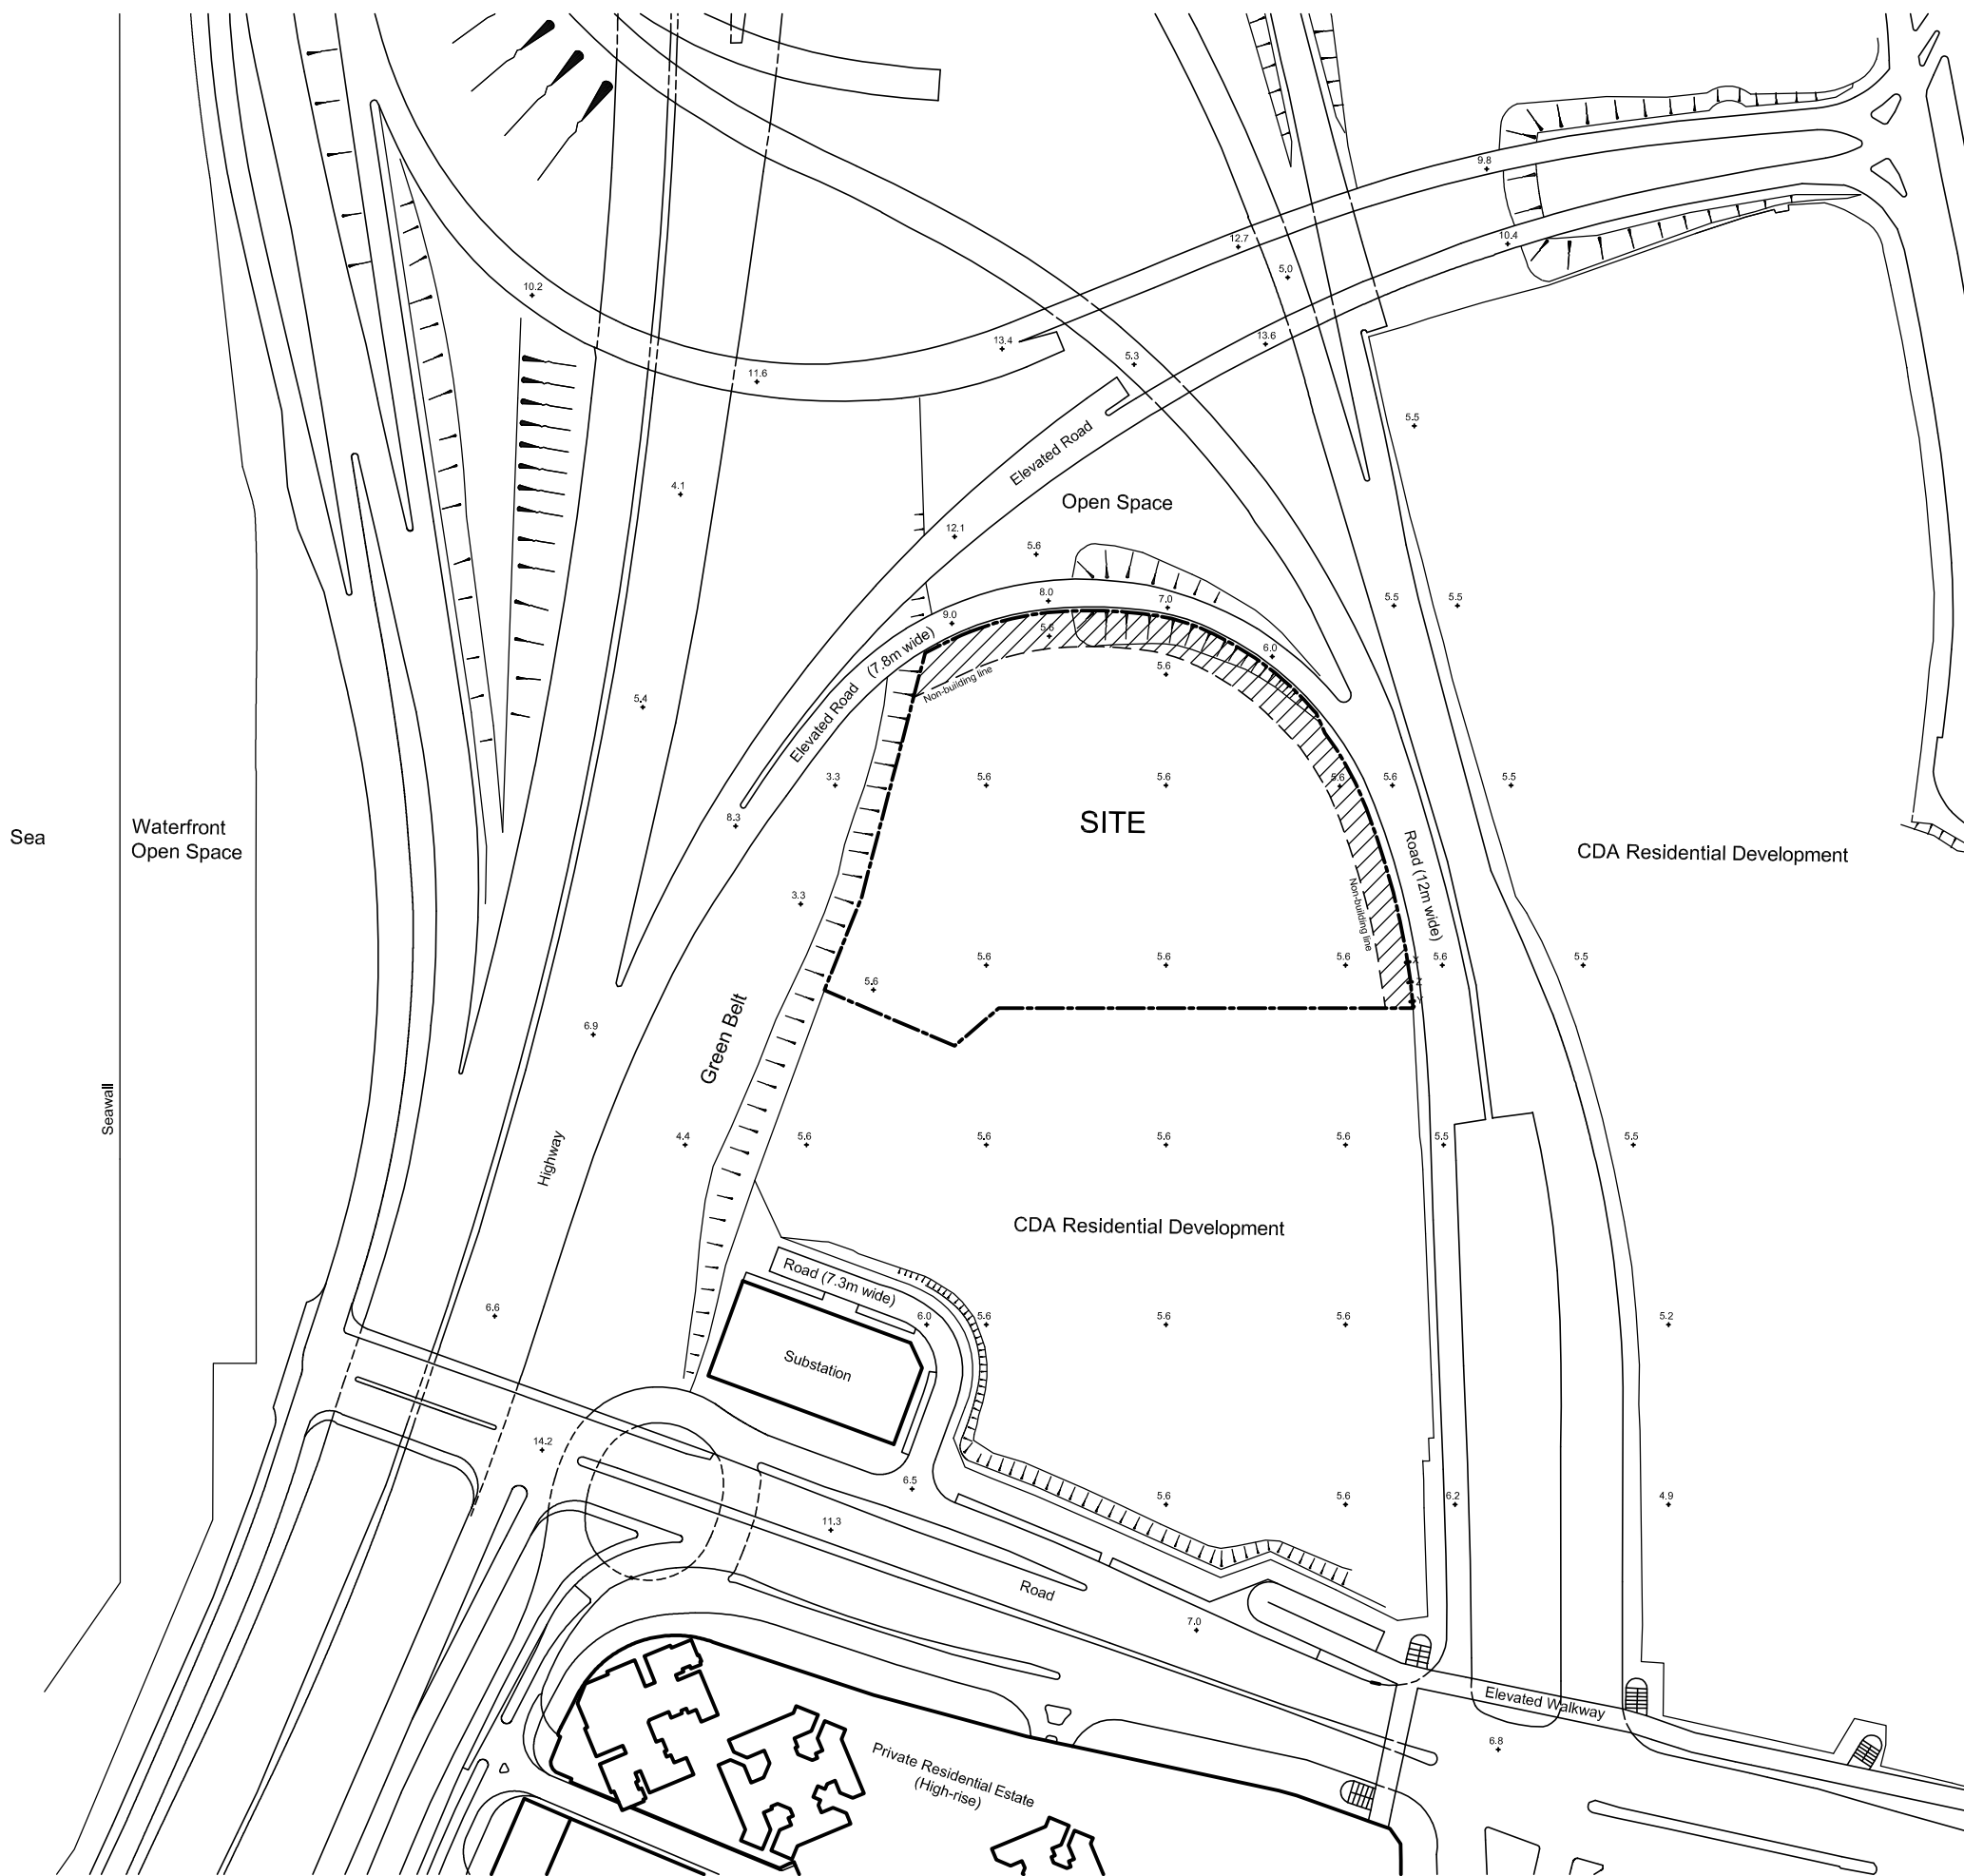 9.8
12.7
10.4
5.0
10.2
13.4
13.6
5.3
11.6
5.5
Elevated Road
4.1
Open Space
12.1
5.6
8.0
7.0
9.0
5.5
5.5
5.6
6.0
Elevated Road (7.8m wide)
5.6
Non-building line
5.4
3.3
5.6
5.6
5.6
5.6
5.5
8.3
SITE
Sea
Waterfront
Open Space
Road (12m wide)
CDA Residential Development
3.3
Non-building line
5.6
5.6
5.6
X
5.6
5.5
5.6
Z
Y
6.9
Green Belt
Seawall
Highway
4.4
5.6
5.6
5.6
5.6
5.5
5.5
CDA Residential Development
Road (7.3m wide)
6.6
6.0
5.6
5.6
5.6
5.2
Substation
14.2
6.5
5.6
5.6
6.2
4.9
11.3
Road
7.0
Elevated Walkway
6.8
Private Residential Estate
(High-rise)